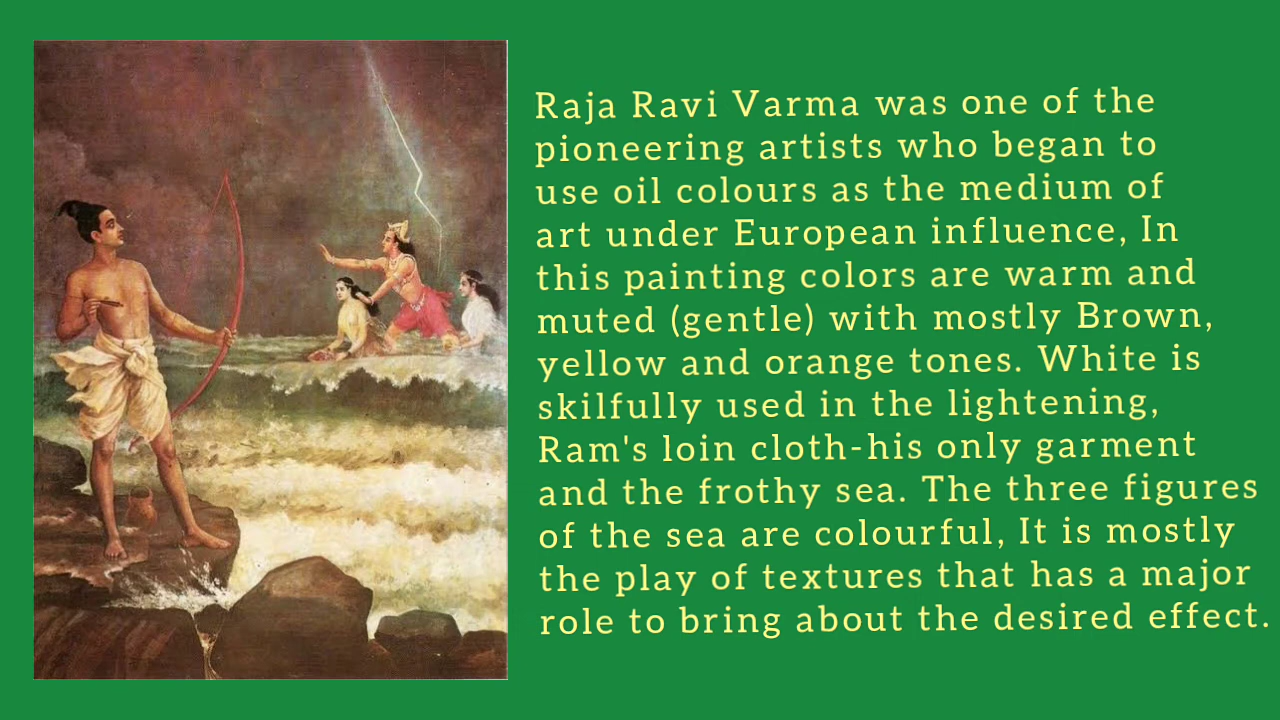 Raja Ravi Varma was one of the
pioneering artists who began to
use oil colours as the medium of
art under European influence, In
this painting colors are warm and
muted (gentle) with mostly Brown,
yellow and orange tones. White is
skilfully used in the lightening,
Ram's loin cloth-his only garment
and the frothy sea. The three figures
of the sea are colourful, It is mostly
the play of textures that has a major
role to bring about the desired effect.